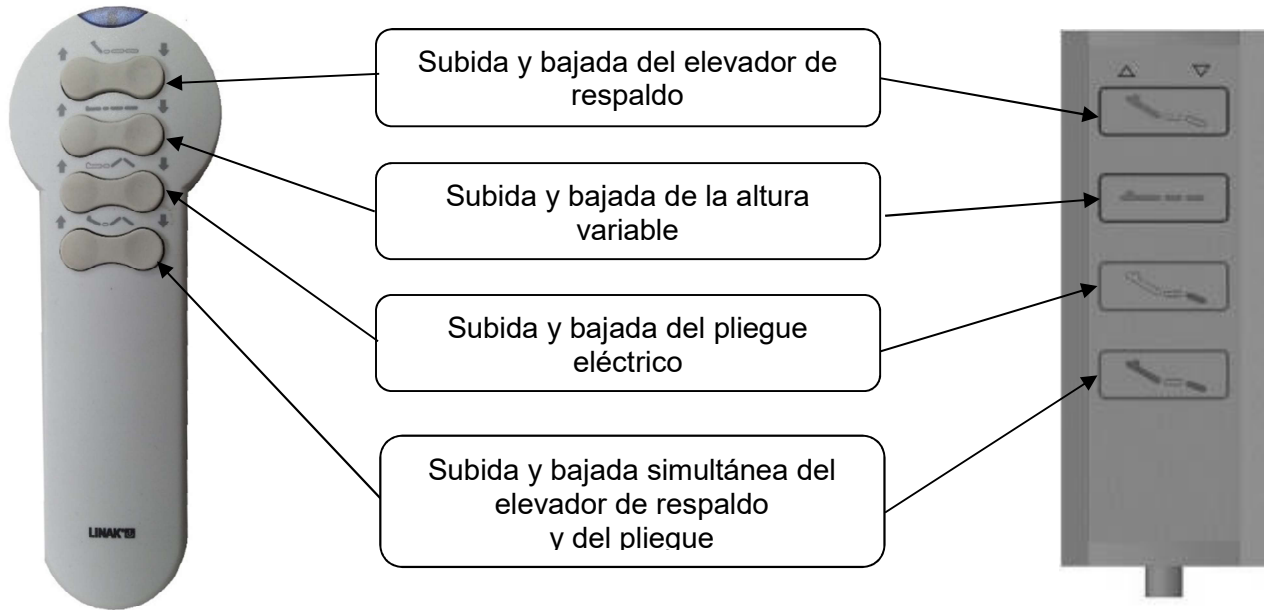 Subida y bajada del elevador de
respaldo
Subida y bajada de la altura
variable
Subida y bajada del pliegue
eléctrico
Subida y bajada simultánea del
elevador de respaldo
y del pliegue
LINAK